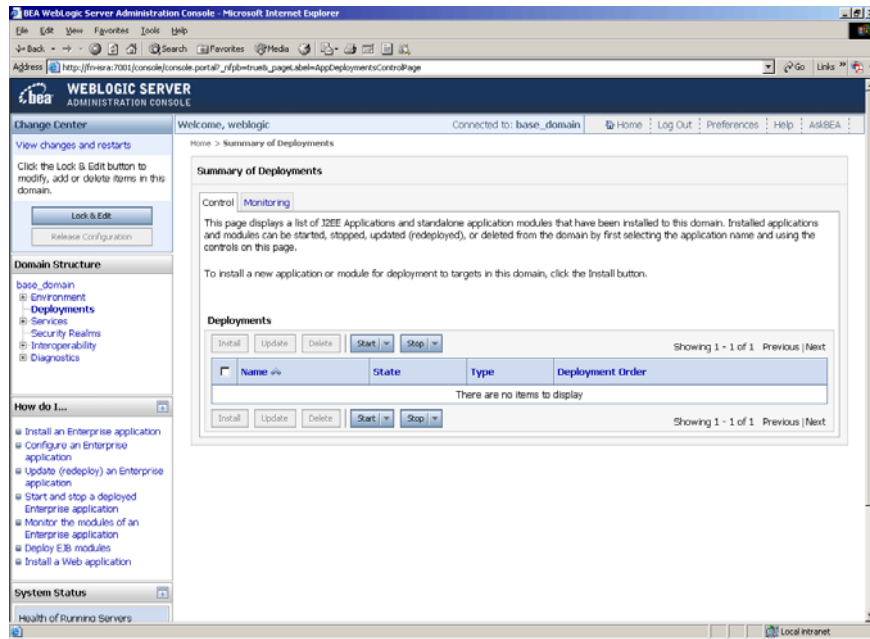 BEA WebLogic Server Administration Console - Microsoft Internet Explorer
File Edit View Favorites Tools Help
Back Search Favorites Media
Address http://fn-isra:7001/console/console.portal?_nfpb=true&_pageLabel=AppDeploymentsControlPage Go Links »
bea WEBLOGIC SERVER
ADMINISTRATION CONSOLE
Change Center
View changes and restarts
Click the Lock & Edit button to
modify, add or delete items in this
domain.
Lock & Edit
Release Configuration
Domain Structure
base_domain
Environment
Deployments
Services
Security Realms
Interoperability
Diagnostics
How do I...
Install an Enterprise application
Configure an Enterprise
application
Update (redeploy) an Enterprise
application
Start and stop a deployed
Enterprise application
Monitor the modules of an
Enterprise application
Deploy EJB modules
Install a Web application
System Status
Health of Running Servers
Welcome, weblogic Connected to: base_domain Home Log Out Preferences Help AskBEA
Home > Summary of Deployments
Summary of Deployments
Control Monitoring
This page displays a list of J2EE Applications and standalone application modules that have been installed to this domain. Installed applications
and modules can be started, stopped, updated (redeployed), or deleted from the domain by first selecting the application name and using the
controls on this page.
To install a new application or module for deployment to targets in this domain, click the Install button.
Deployments
Install Update Delete Start Stop Showing 1 - 1 of 1 Previous | Next
Name State Type Deployment Order
There are no items to display
Install Update Delete Start Stop Showing 1 - 1 of 1 Previous | Next
Local intranet